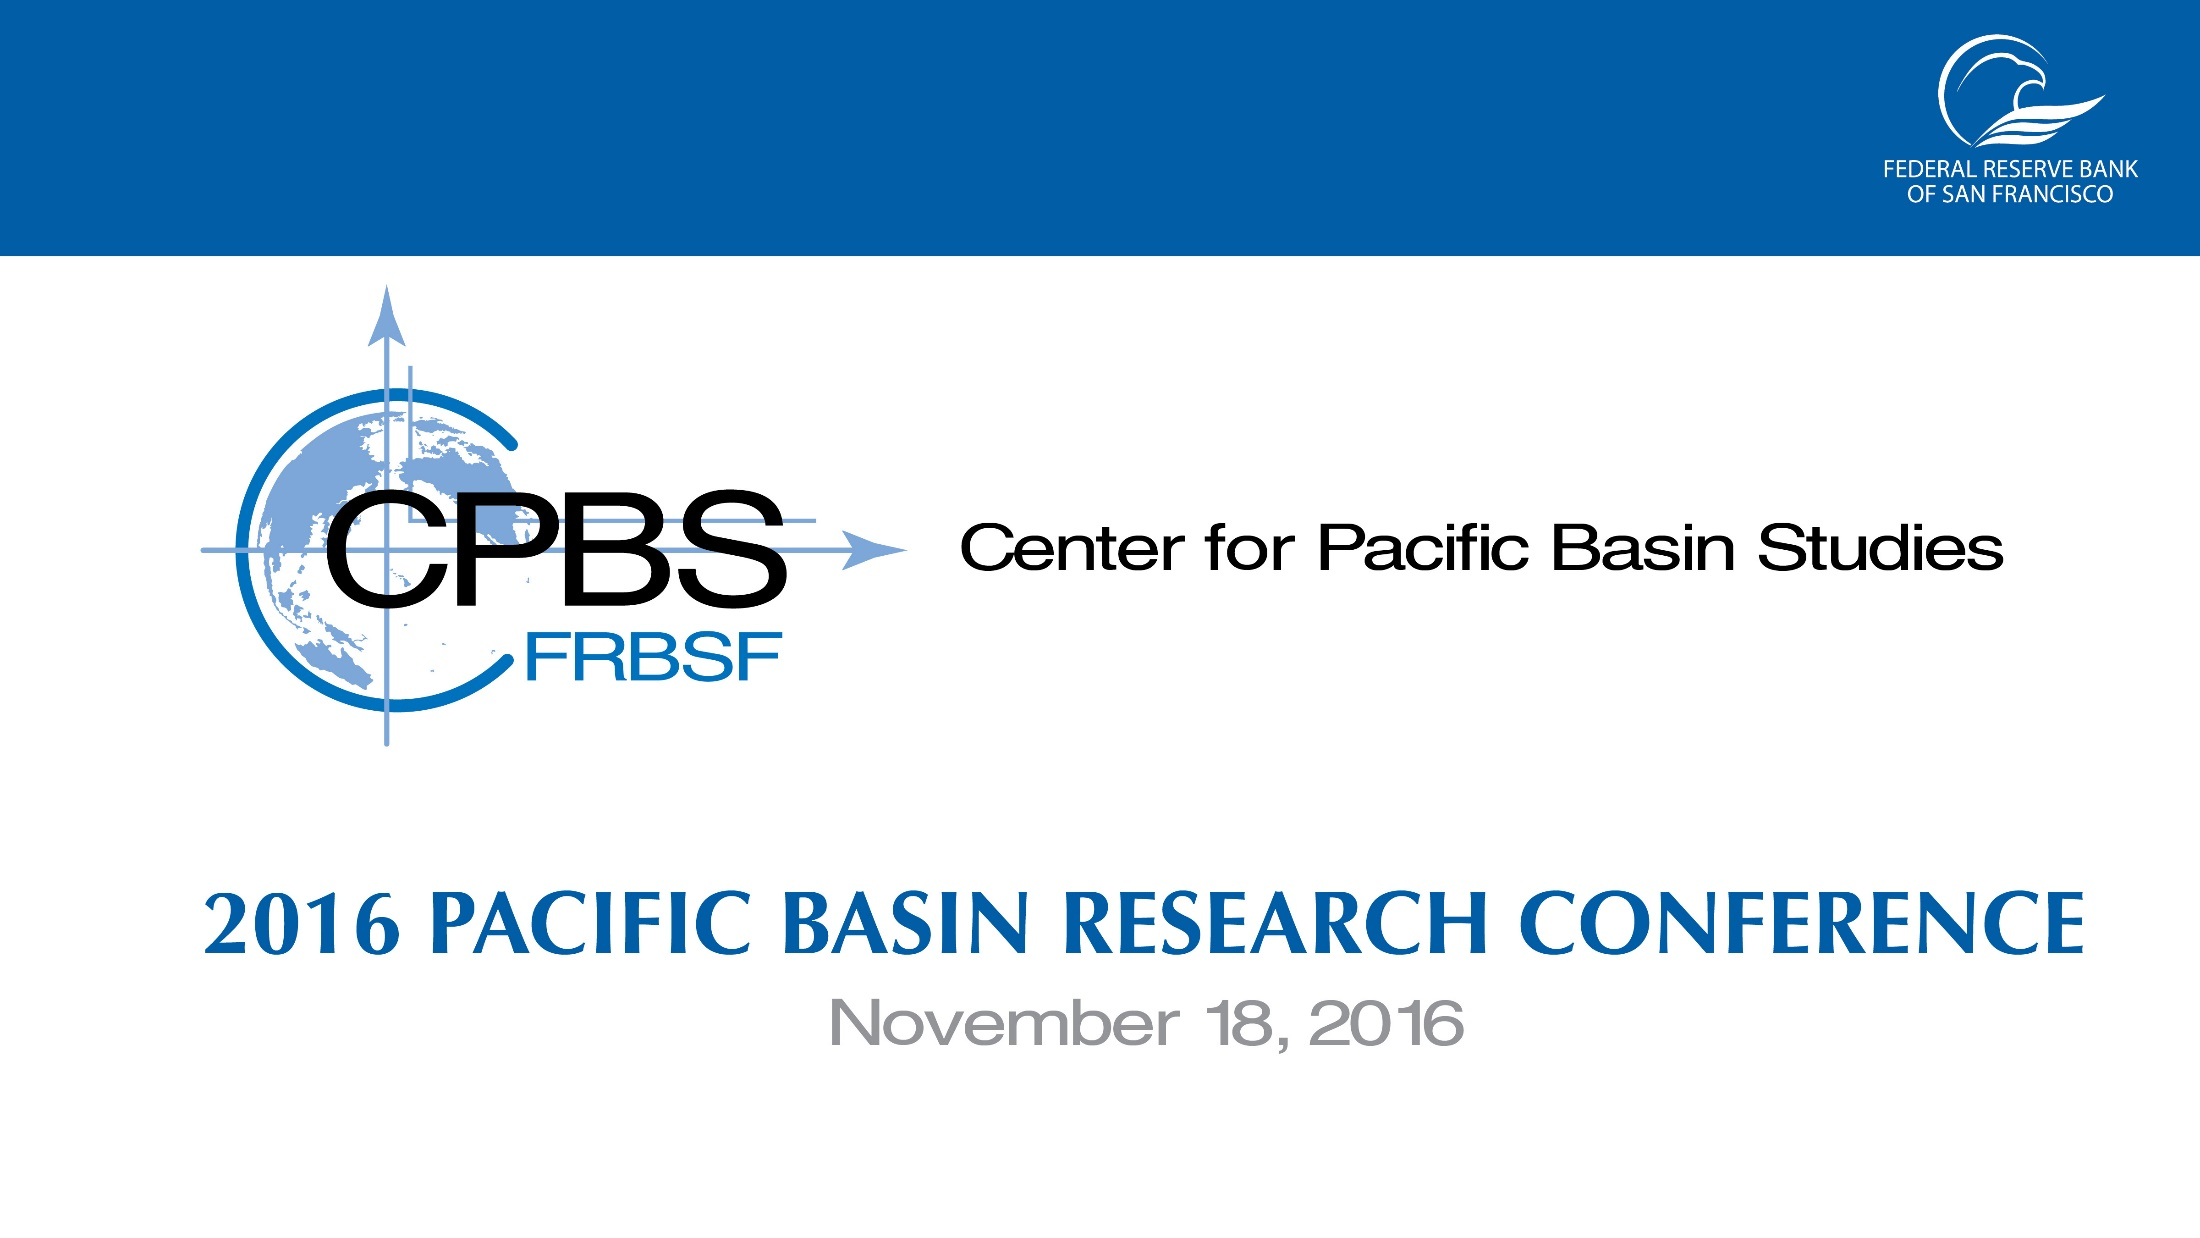 FEDERAL RESERVE BANK
OF SAN FRANCISCO
CPBS
FRBSF
Center for Pacific Basin Studies
2016 PACIFIC BASIN RESEARCH CONFERENCE
November 18, 2016